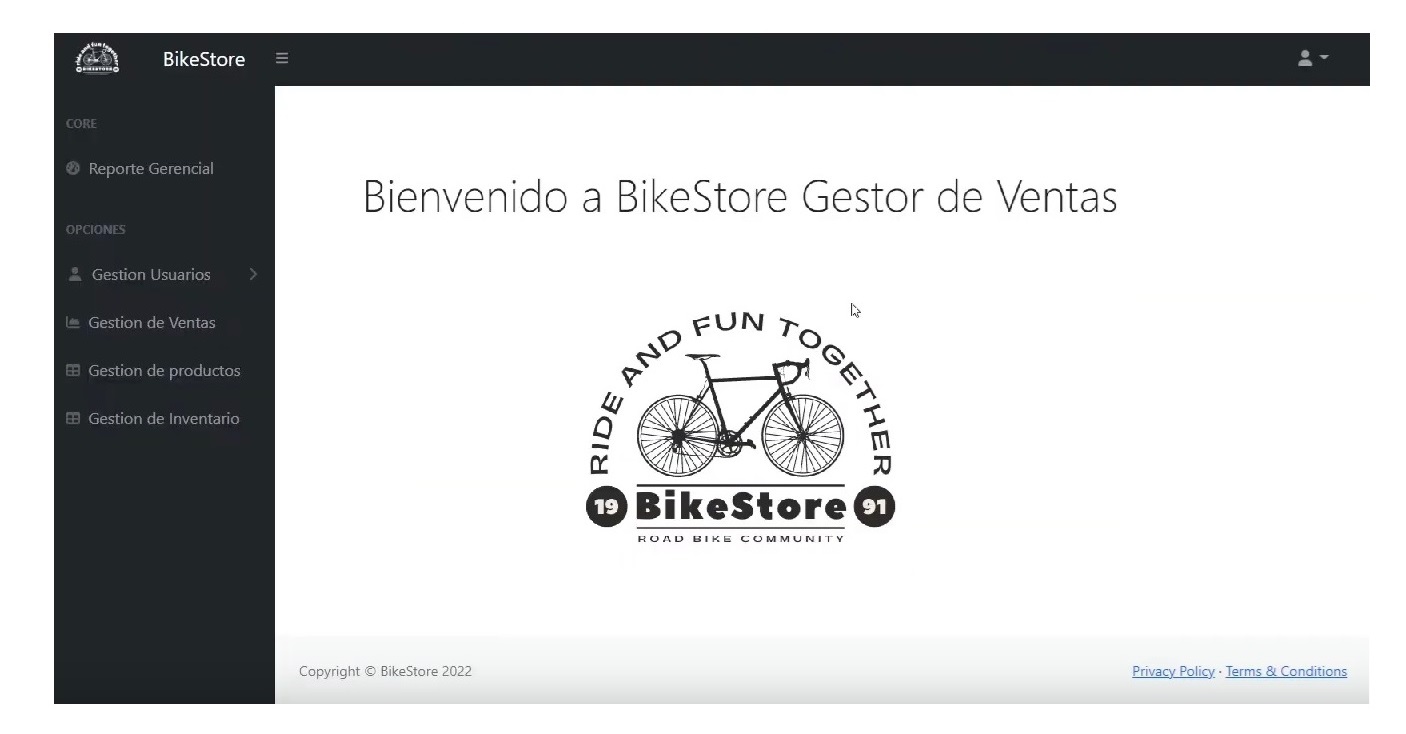 BikeStore
CORE
Reporte Gerencial
OPCIONES
Gestion Usuarios
Gestion de Ventas
Gestion de productos
Gestion de Inventario
Bienvenido a BikeStore Gestor de Ventas
RIDE AND FUN TOGETHER
19 BikeStore 91
ROAD BIKE COMMUNITY
Copyright © BikeStore 2022
Privacy Policy · Terms & Conditions